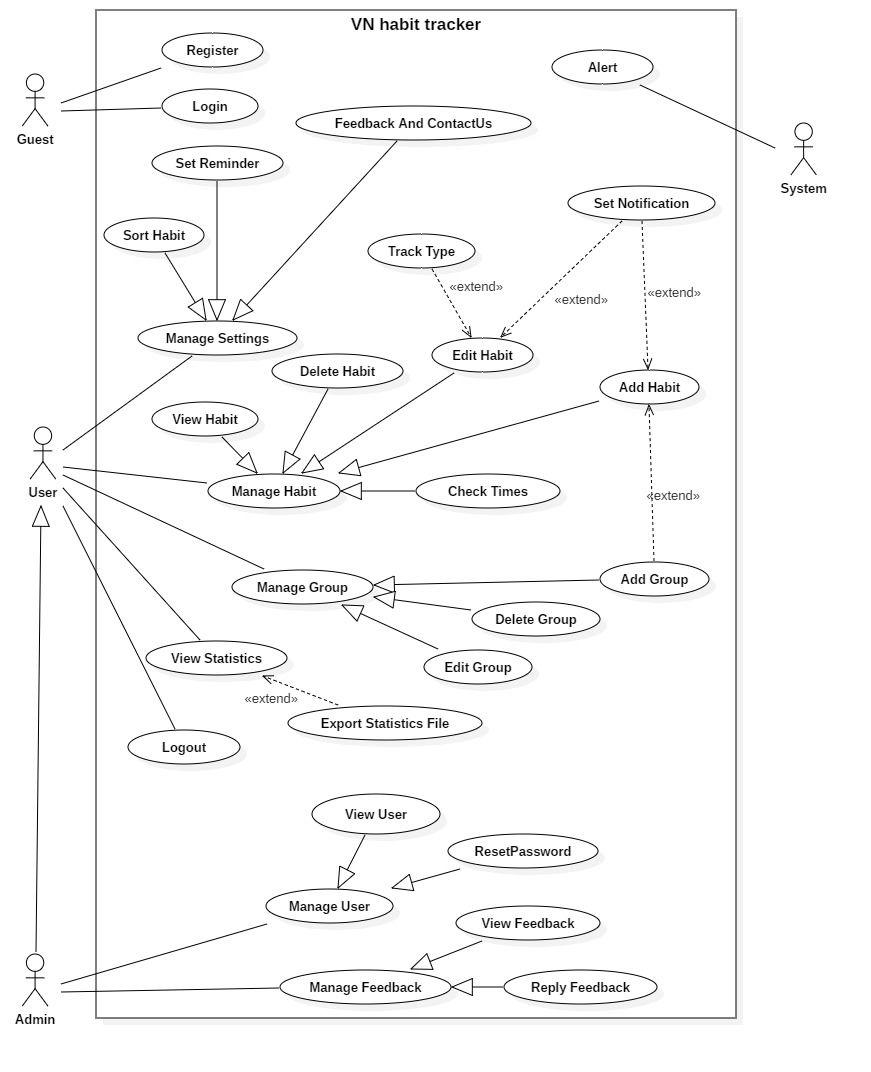 VN habit tracker
Register
Alert
Login
Feedback And ContactUs
Guest
Set Reminder
System
Set Notification
Sort Habit
Track Type
«extend»
«extend»
«extend»
Manage Settings
Edit Habit
Delete Habit
Add Habit
View Habit
User
Manage Habit
Check Times
«extend»
Manage Group
Add Group
Delete Group
View Statistics
Edit Group
«extend»
Export Statistics File
Logout
View User
ResetPassword
Manage User
View Feedback
Manage Feedback
Reply Feedback
Admin